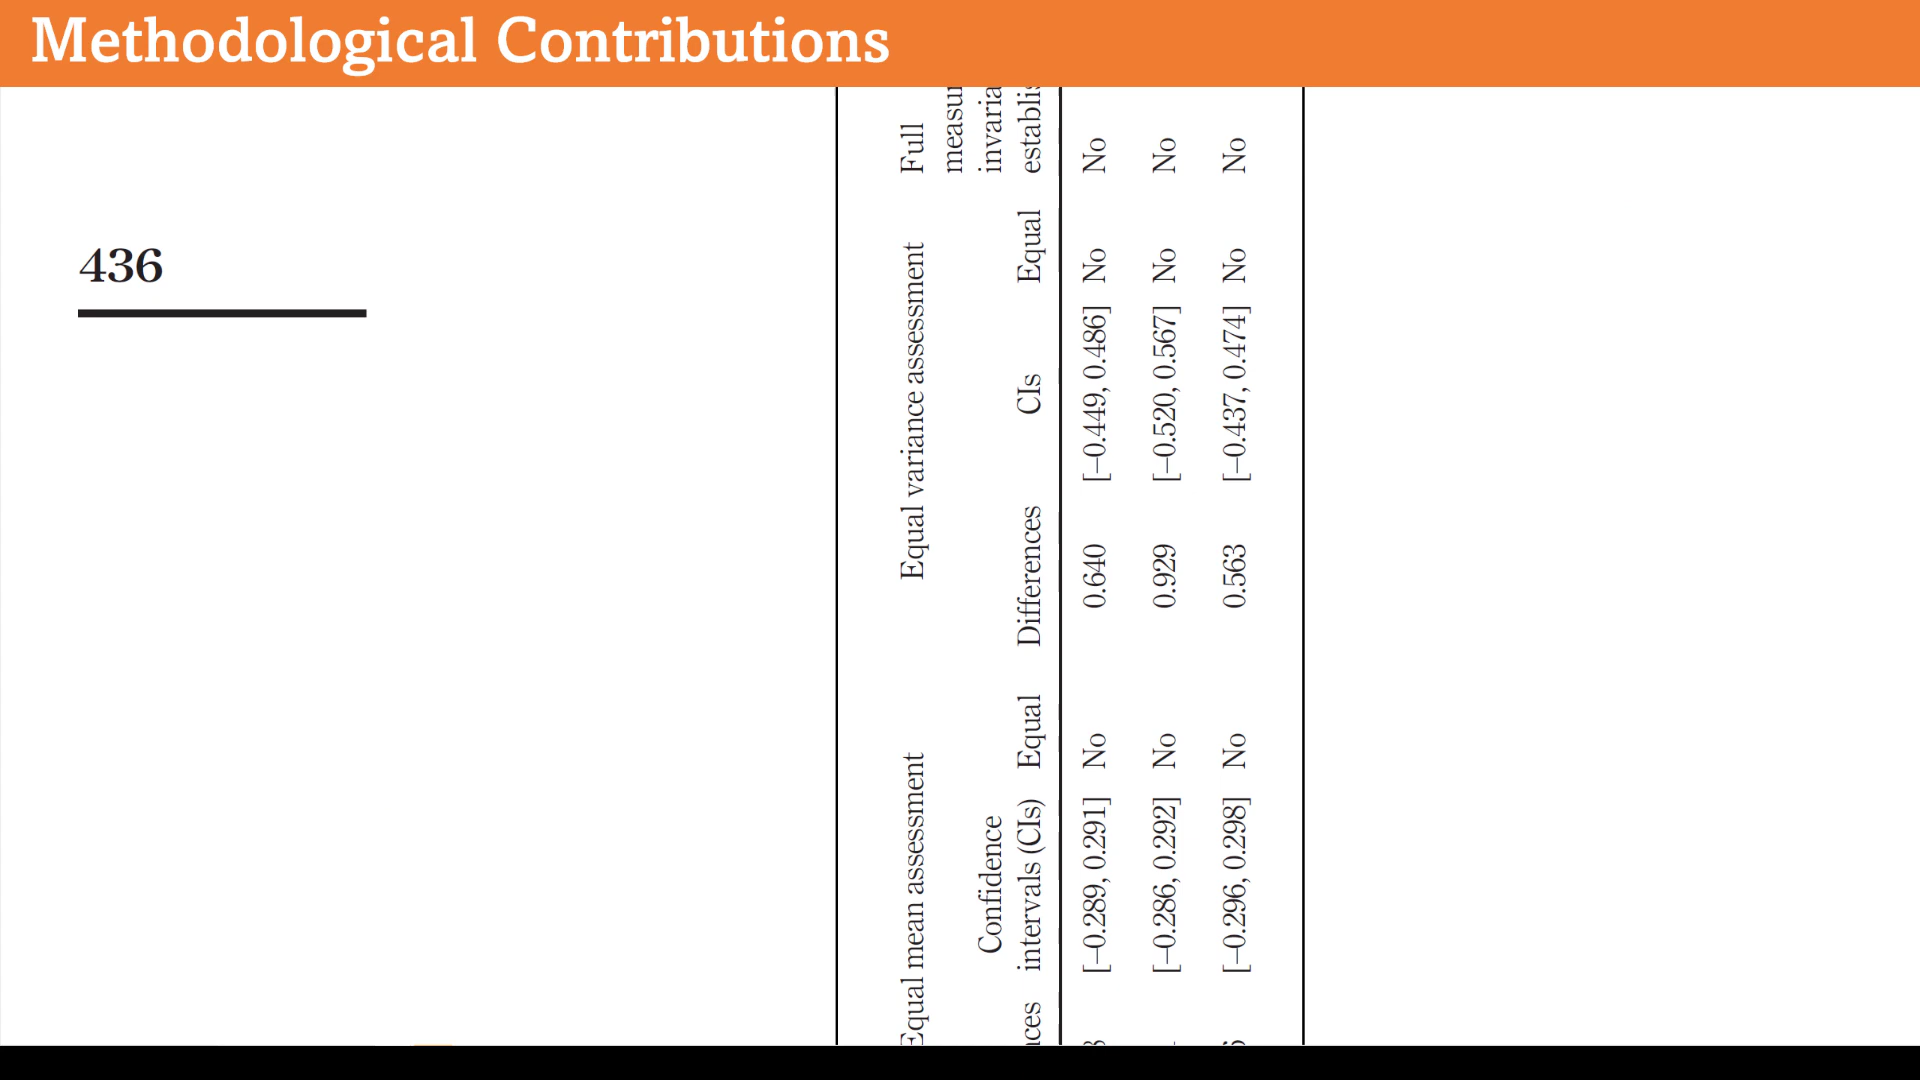 Methodological Contributions
436
Equal mean assessment Equal variance assessment Full
Confidence
intervals (CIs) Equal Differences CIs Equal
[–0.289, 0.291] No 0.640 [–0.449, 0.486] No No
[–0.286, 0.292] No 0.929 [–0.520, 0.567] No No
[–0.296, 0.298] No 0.563 [–0.437, 0.474] No No